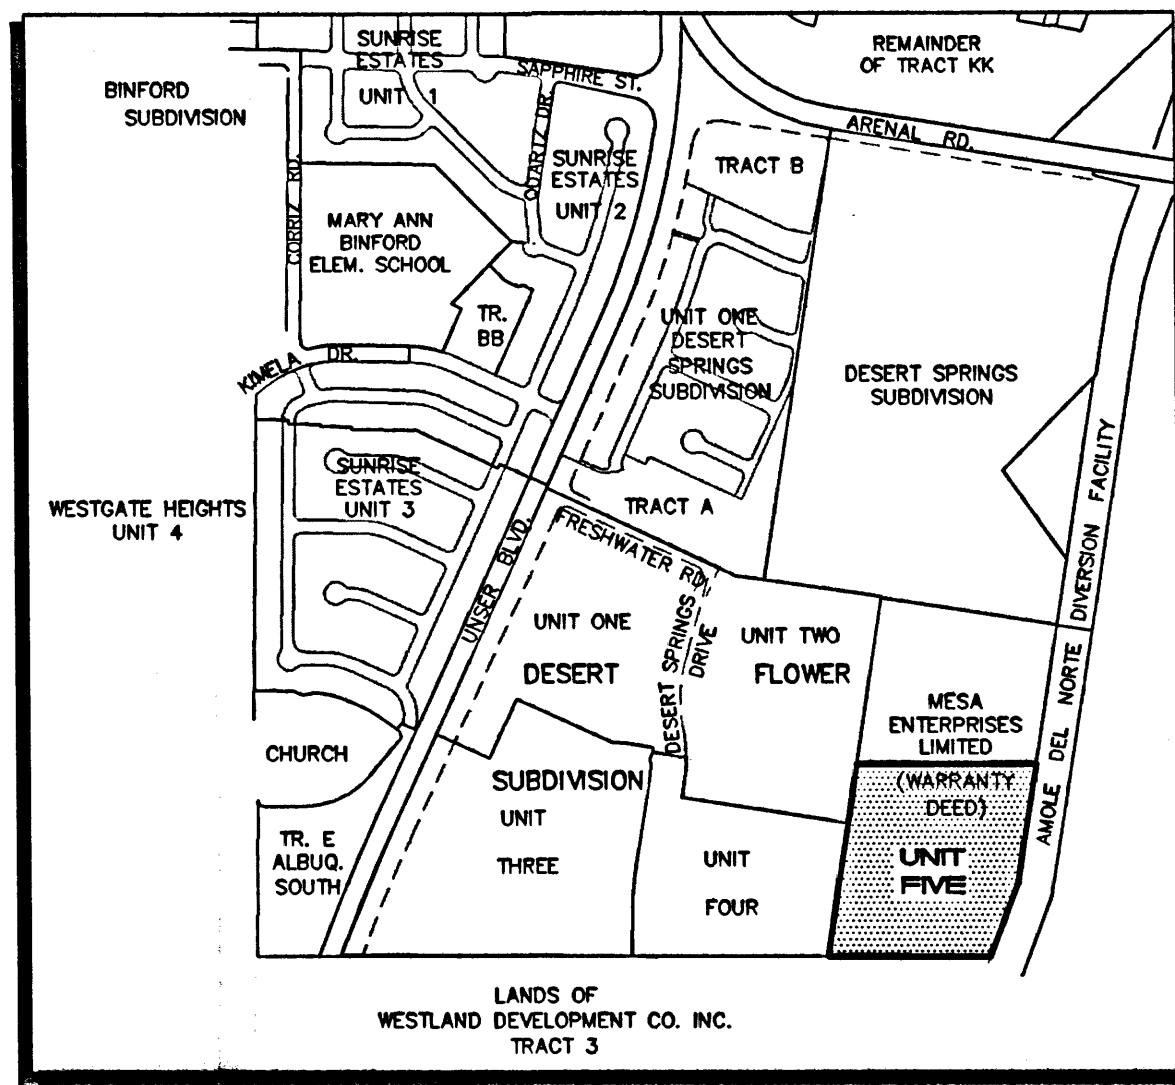 SUNRISE
ESTATES
UNIT 1
BINFORD
SUBDIVISION
SAPPHIRE ST.
REMAINDER
OF TRACT KK
ARENAL RD.
QUARTZ DR.
SUNRISE
ESTATES
UNIT 2
TRACT B
CORRIZ RD.
MARY ANN
BINFORD
ELEM. SCHOOL
TR.
BB
UNIT ONE
DESERT
SPRINGS
SUBDIVISION
DESERT SPRINGS
SUBDIVISION
KIMELA DR.
SUNRISE
ESTATES
UNIT 3
WESTGATE HEIGHTS
UNIT 4
TRACT A
FRESHWATER RD.
UNSER BLVD.
AMOLE DEL NORTE DIVERSION FACILITY
UNIT ONE
DESERT
DESERT SPRINGS
DRIVE
UNIT TWO
FLOWER
MESA
ENTERPRISES
LIMITED
(WARRANTY
DEED)
CHURCH
SUBDIVISION
UNIT
THREE
TR. E
ALBUQ.
SOUTH
UNIT
FOUR
UNIT
FIVE
LANDS OF
WESTLAND DEVELOPMENT CO. INC.
TRACT 3